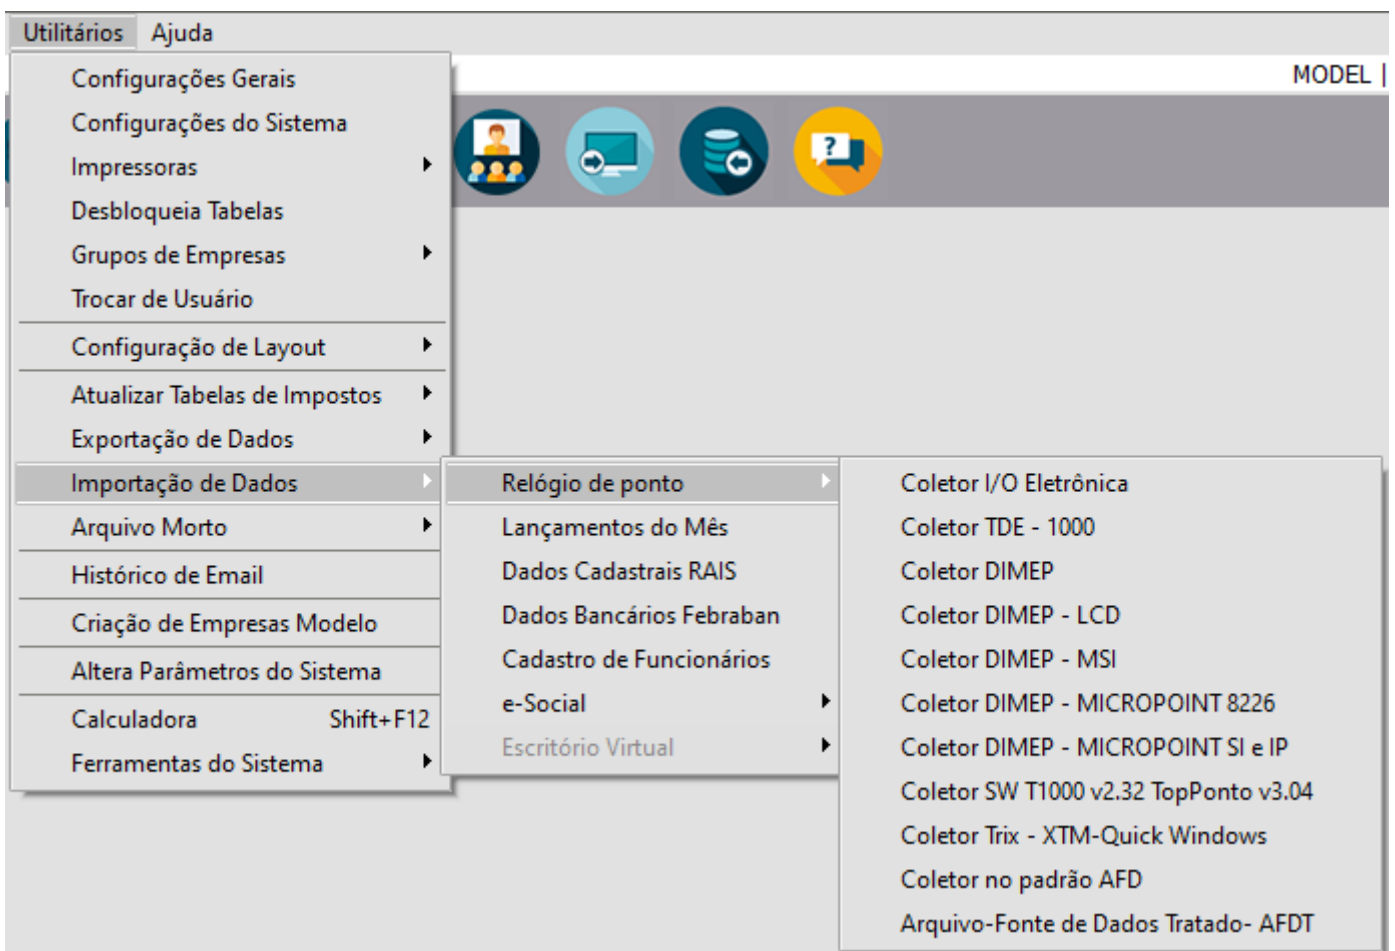 Utilitários Ajuda
MODEL |
Configurações Gerais
Configurações do Sistema
Impressoras
Desbloqueia Tabelas
Grupos de Empresas
Trocar de Usuário
Configuração de Layout
Atualizar Tabelas de Impostos
Exportação de Dados
Importação de Dados
Arquivo Morto
Histórico de Email
Criação de Empresas Modelo
Altera Parâmetros do Sistema
Calculadora Shift+F12
Ferramentas do Sistema
Relógio de ponto
Lançamentos do Mês
Dados Cadastrais RAIS
Dados Bancários Febraban
Cadastro de Funcionários
e-Social
Escritório Virtual
Coletor I/O Eletrônica
Coletor TDE - 1000
Coletor DIMEP
Coletor DIMEP - LCD
Coletor DIMEP - MSI
Coletor DIMEP - MICROPOINT 8226
Coletor DIMEP - MICROPOINT SI e IP
Coletor SW T1000 v2.32 TopPonto v3.04
Coletor Trix - XTM-Quick Windows
Coletor no padrão AFD
Arquivo-Fonte de Dados Tratado- AFDT